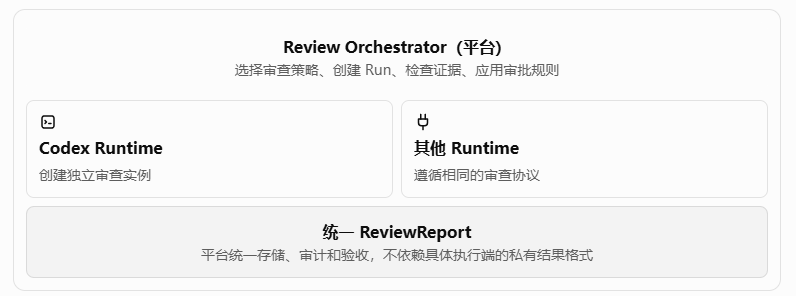 Review Orchestrator（平台）
选择审查策略、创建 Run、检查证据、应用审批规则
Codex Runtime
创建独立审查实例
其他 Runtime
遵循相同的审查协议
统一 ReviewReport
平台统一存储、审计和验收，不依赖具体执行端的私有结果格式